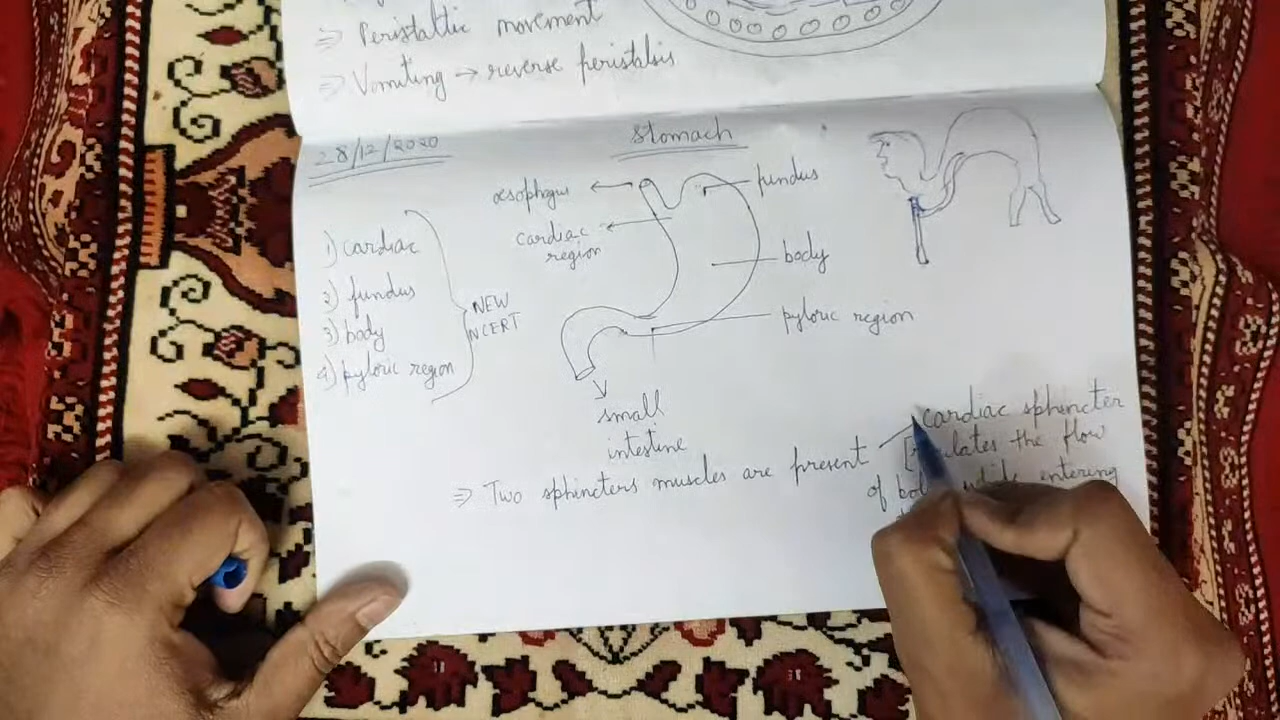 ⇒ Peristaltic movement
⇒ Vomiting → reverse peristalsis
28/12/2020
Stomach
oesophagus
fundus
cardiac
region
body
pyloric region
small
intestine
1) cardiac
2) fundus
3) body
4) pyloric region
NEW
NCERT
⇒ Two sphincters muscles are present
cardiac sphincter
the flow
of
entering